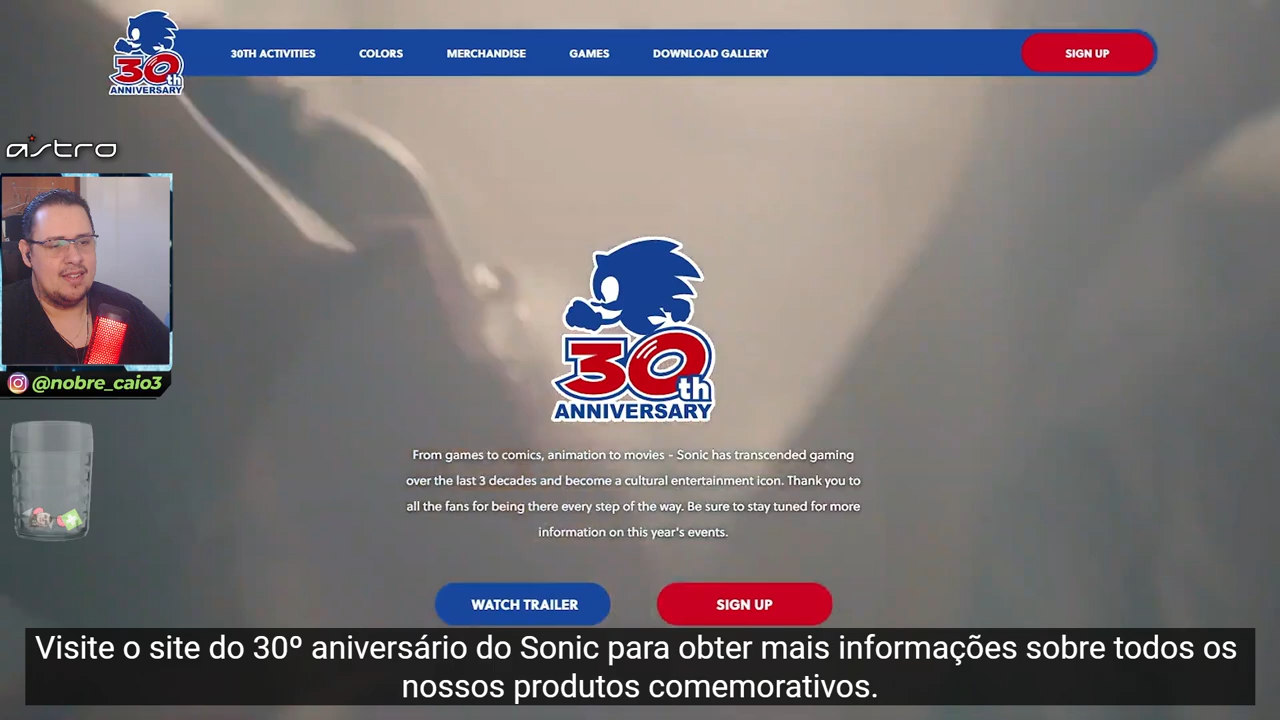 30th
ANNIVERSARY
30TH ACTIVITIES
COLORS
MERCHANDISE
GAMES
DOWNLOAD GALLERY
SIGN UP
astro
@nobre_caio3
30th
ANNIVERSARY
From games to comics, animation to movies - Sonic has transcended gaming
over the last 3 decades and become a cultural entertainment icon. Thank you to
all the fans for being there every step of the way. Be sure to stay tuned for more
information on this year's events.
WATCH TRAILER
SIGN UP
Visite o site do 30º aniversário do Sonic para obter mais informações sobre todos os
nossos produtos comemorativos.